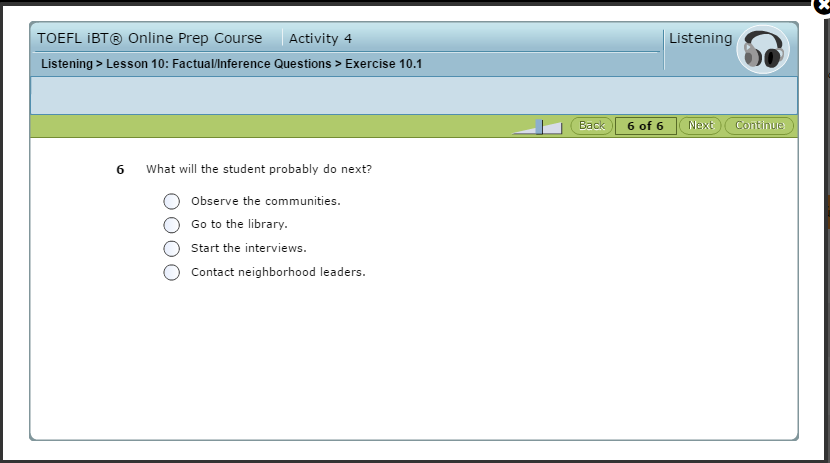 TOEFL iBT® Online Prep Course Activity 4 Listening
Listening > Lesson 10: Factual/Inference Questions > Exercise 10.1
Back 6 of 6 Next Continue
6 What will the student probably do next?
Observe the communities.
Go to the library.
Start the interviews.
Contact neighborhood leaders.